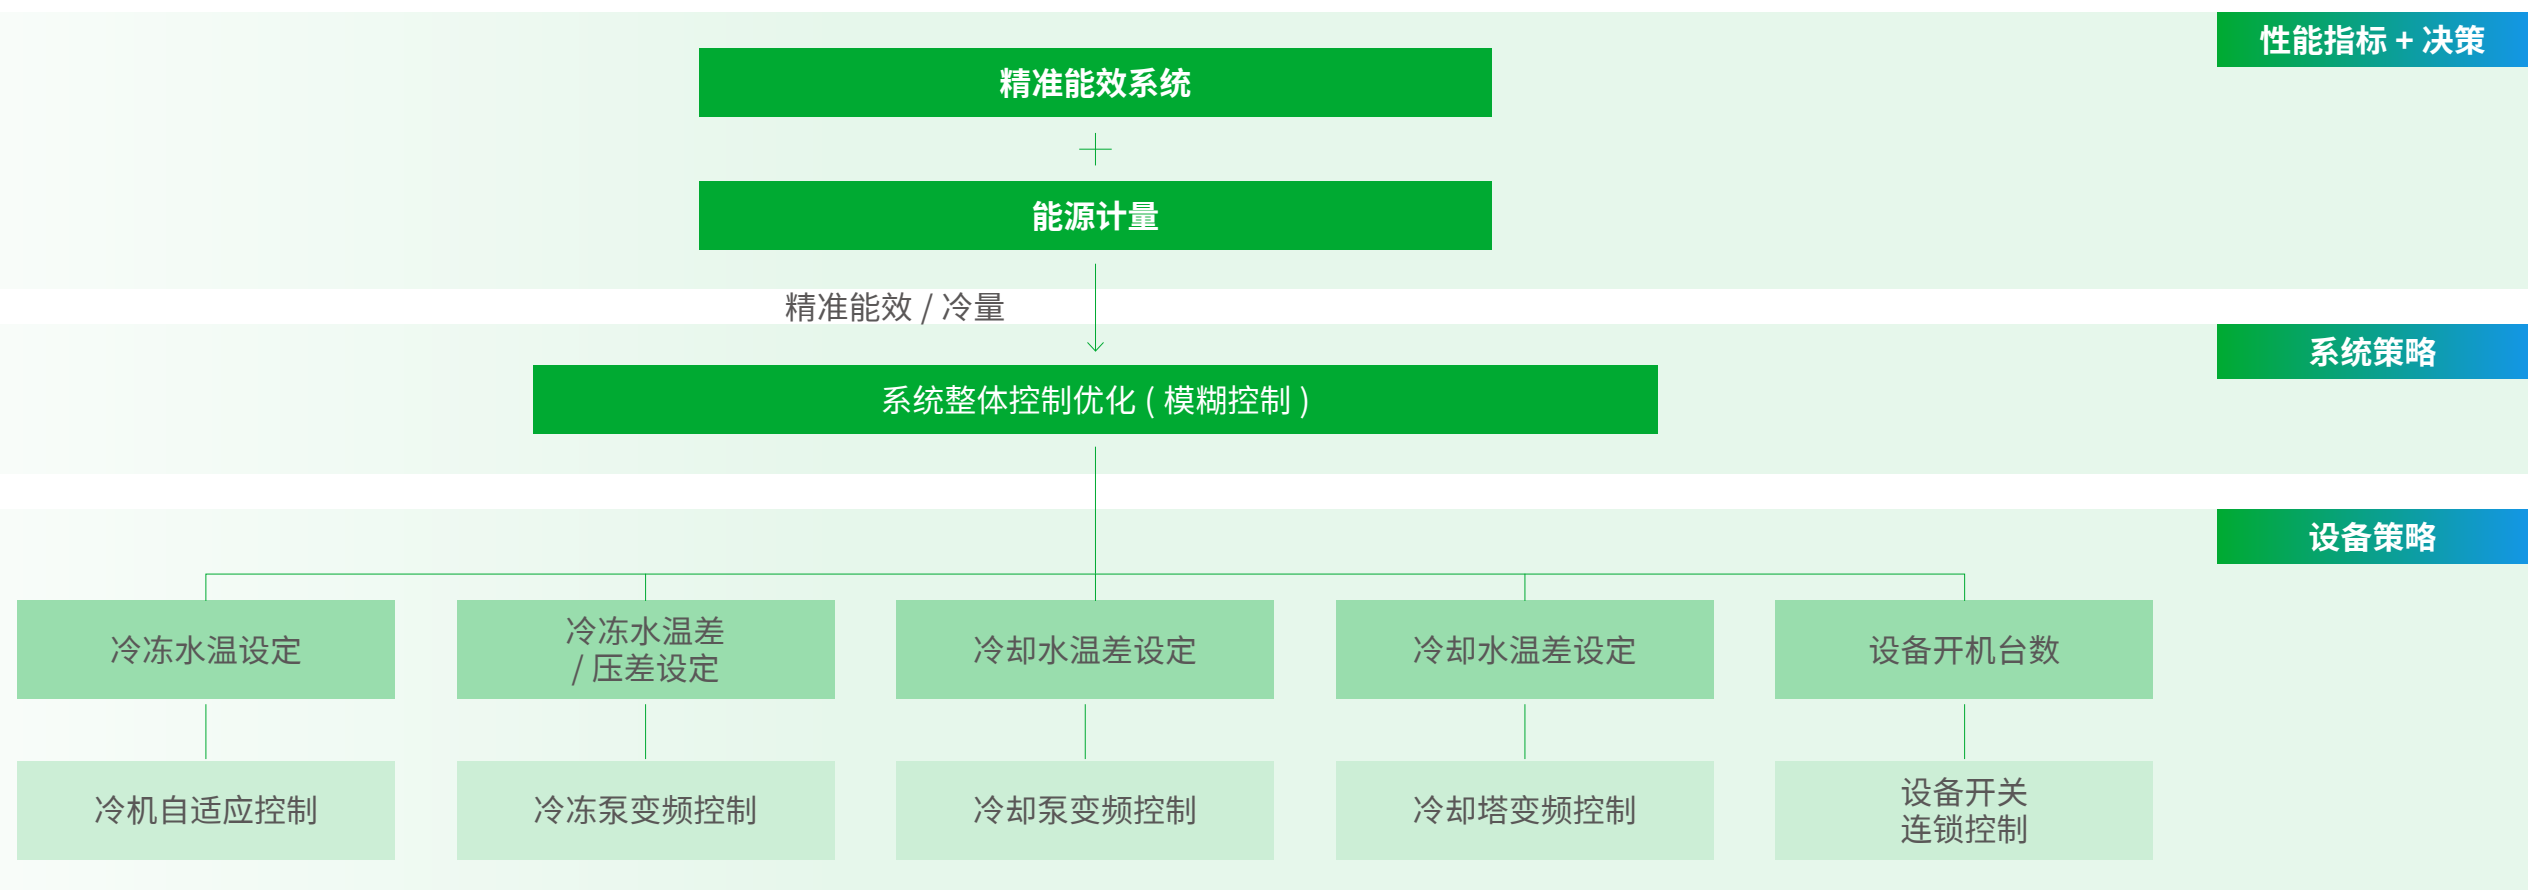 性能指标 + 决策
精准能效系统
能源计量
精准能效 / 冷量
系统策略
系统整体控制优化 ( 模糊控制 )
设备策略
冷冻水温设定
冷冻水温差
/ 压差设定
冷却水温差设定
冷却水温差设定
设备开机台数
冷机自适应控制
冷冻泵变频控制
冷却泵变频控制
冷却塔变频控制
设备开关
连锁控制